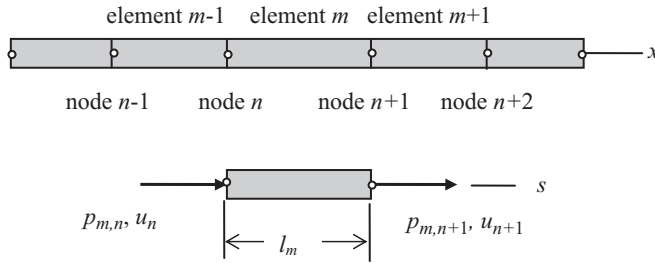 element m-1 element m element m+1
x
node n-1 node n node n+1 node n+2
s
p_{m,n}, u_n p_{m,n+1}, u_{n+1}
l_m